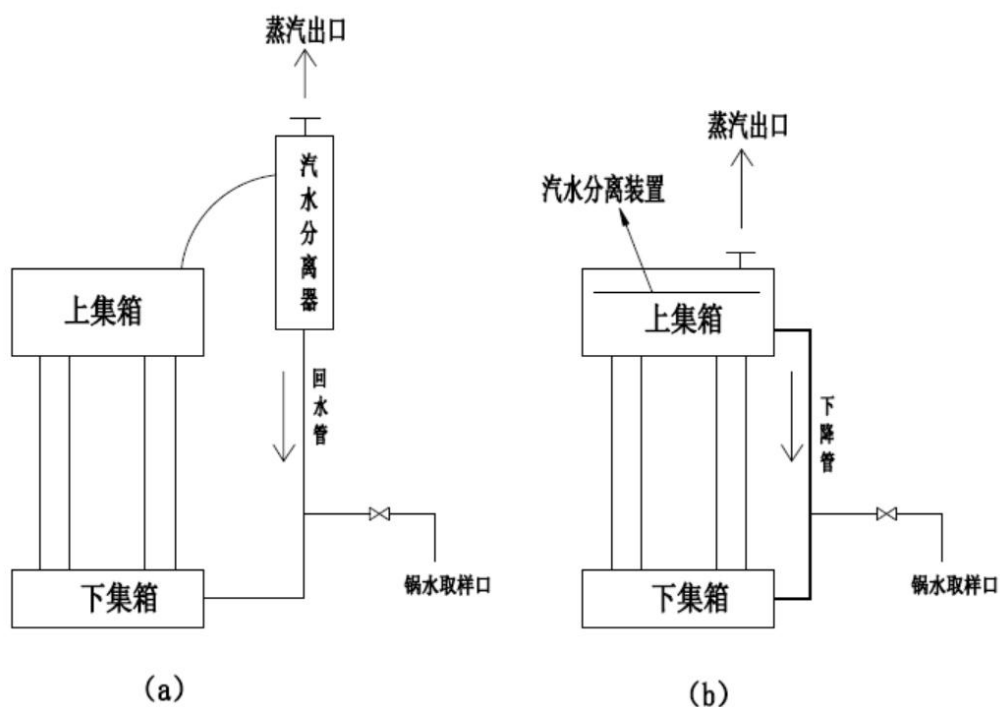 蒸汽出口
汽水分离器
上集箱
回水管
下集箱
锅水取样口
(a)
蒸汽出口
汽水分离装置
上集箱
下降管
下集箱
锅水取样口
(b)